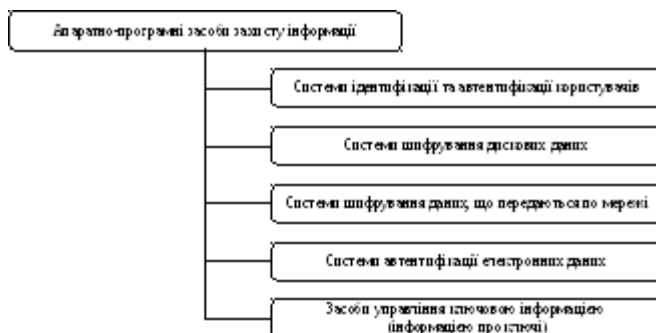 Апаратно-програмні засоби захисту інформації
Системи ідентифікації та автентифікації користувачів
Системи шифрування дискових даних
Системи шифрування даних, що передаються по мережі
Системи автентифікації електронних даних
Засоби управління ключовою інформацією
(інформацією про ключі)